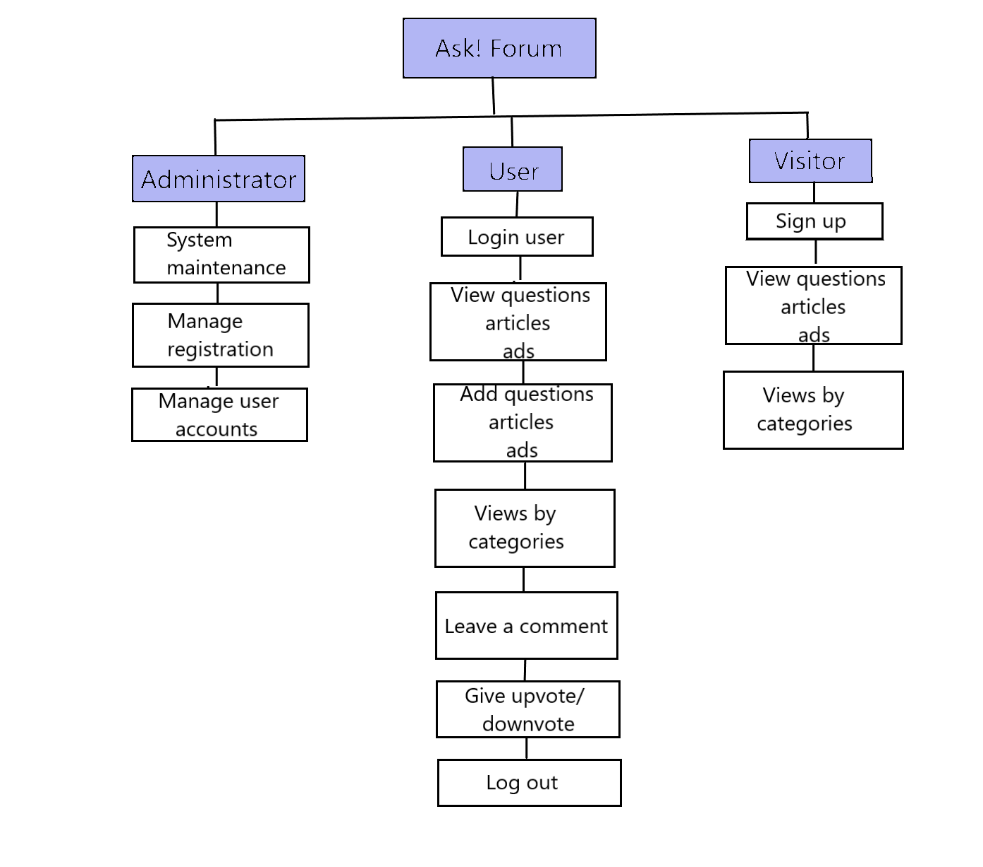 Ask! Forum
Administrator
System
maintenance
Manage
registration
Manage user
accounts
User
Login user
View questions
articles
ads
Add questions
articles
ads
Views by
categories
Leave a comment
Give upvote/
downvote
Log out
Visitor
Sign up
View questions
articles
ads
Views by
categories